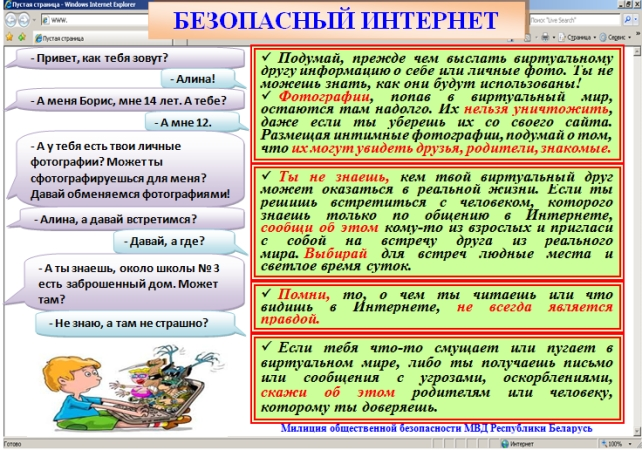 Пустая страница - Windows Internet Explorer
БЕЗОПАСНЫЙ ИНТЕРНЕТ
www.
Поиск "Live Search"
Пустая страница
Страница
Сервис
- Привет, как тебя зовут?
- Алина!
- А меня Борис, мне 14 лет. А тебе?
- А мне 12.
- А у тебя есть твои личные
фотографии? Может ты
сфотографируешься для меня?
Давай обменяемся фотографиями!
- Алина, а давай встретимся?
- Давай, а где?
- А ты знаешь, около школы № 3
есть заброшенный дом. Может
там?
- Не знаю, а там не страшно?
✓ Подумай, прежде чем выслать виртуальному
другу информацию о себе или личные фото. Ты не
можешь знать, как они будут использованы!
✓ Фотографии, попав в виртуальный мир,
остаются там надолго. Их нельзя уничтожить,
даже если ты уберешь их со своего сайта.
Размещая интимные фотографии, подумай о том,
что их могут увидеть друзья, родители, знакомые.
✓ Ты не знаешь, кем твой виртуальный друг
может оказаться в реальной жизни. Если ты
решишь встретиться с человеком, которого
знаешь только по общению в Интернете,
сообщи об этом кому-то из взрослых и пригласи
с собой на встречу друга из реального
мира. Выбирай для встреч людные места и
светлое время суток.
✓ Помни, то, о чем ты читаешь или что
видишь в Интернете, не всегда является
правдой.
✓ Если тебя что-то смущает или пугает в
виртуальном мире, либо ты получаешь письмо
или сообщения с угрозами, оскорблениями,
скажи об этом родителям или человеку,
которому ты доверяешь.
Милиция общественной безопасности МВД Республики Беларусь
Готово
Интернет
100%